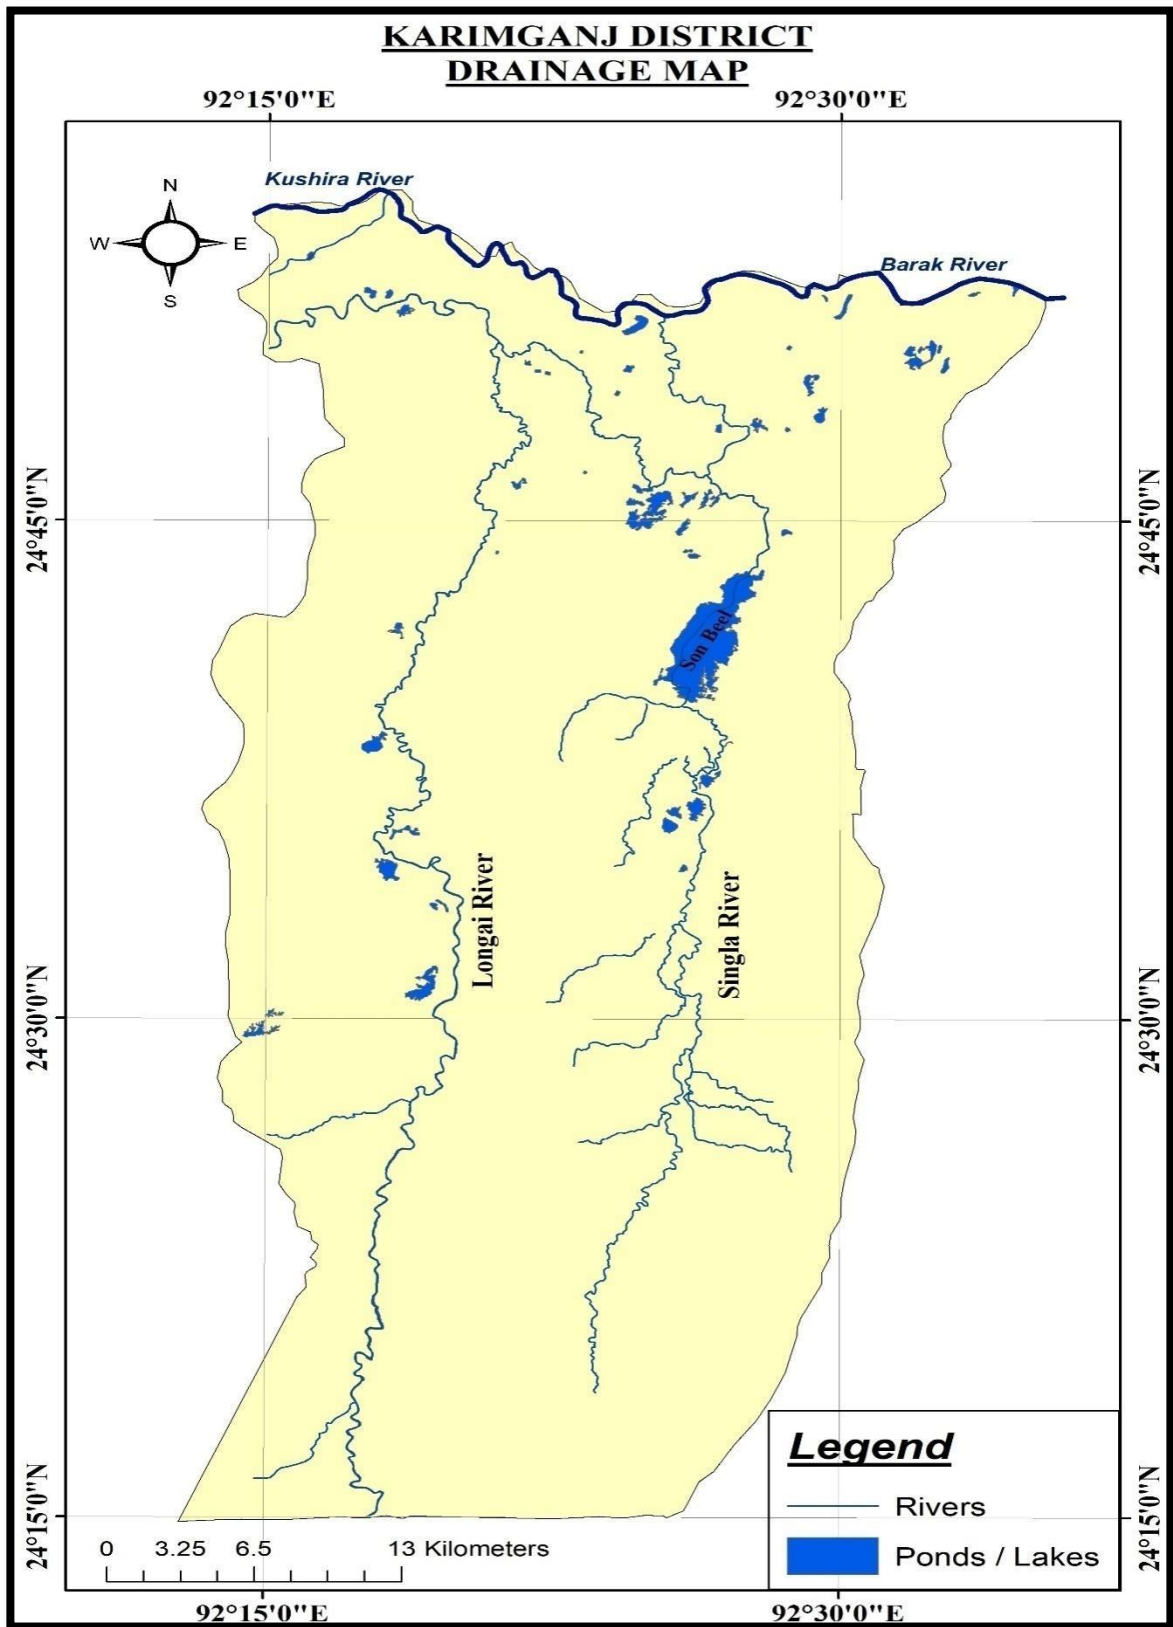 KARIMGANJ DISTRICT
DRAINAGE MAP
92°15'0"E 92°30'0"E
Kushira River
N
W E
S
Barak River
24°45'0"N 24°45'0"N
Son Beel
Longai River
Singla River
24°30'0"N 24°30'0"N
Legend
Rivers
Ponds / Lakes
24°15'0"N 24°15'0"N
0 3.25 6.5 13 Kilometers
92°15'0"E 92°30'0"E